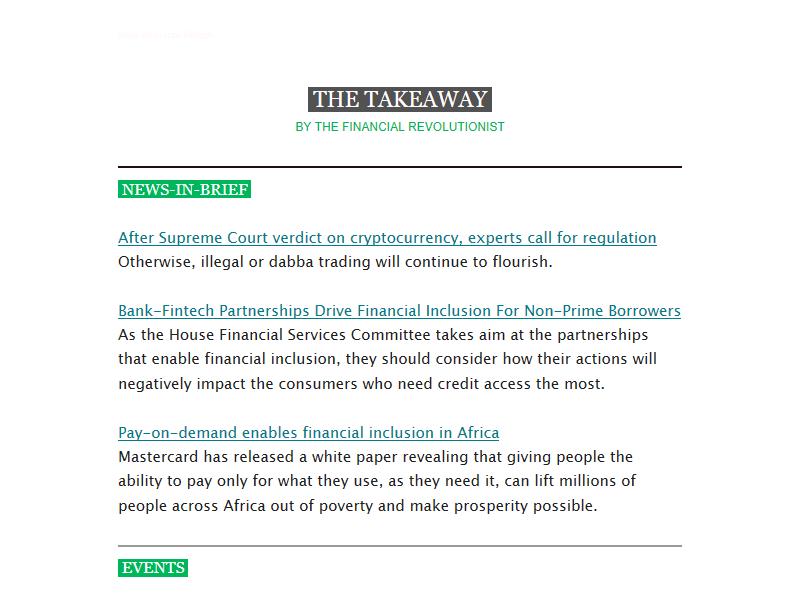 THE TAKEAWAY
BY THE FINANCIAL REVOLUTIONIST
NEWS-IN-BRIEF
After Supreme Court verdict on cryptocurrency, experts call for regulation
Otherwise, illegal or dabba trading will continue to flourish.
Bank-Fintech Partnerships Drive Financial Inclusion For Non-Prime Borrowers
As the House Financial Services Committee takes aim at the partnerships
that enable financial inclusion, they should consider how their actions will
negatively impact the consumers who need credit access the most.
Pay-on-demand enables financial inclusion in Africa
Mastercard has released a white paper revealing that giving people the
ability to pay only for what they use, as they need it, can lift millions of
people across Africa out of poverty and make prosperity possible.
EVENTS